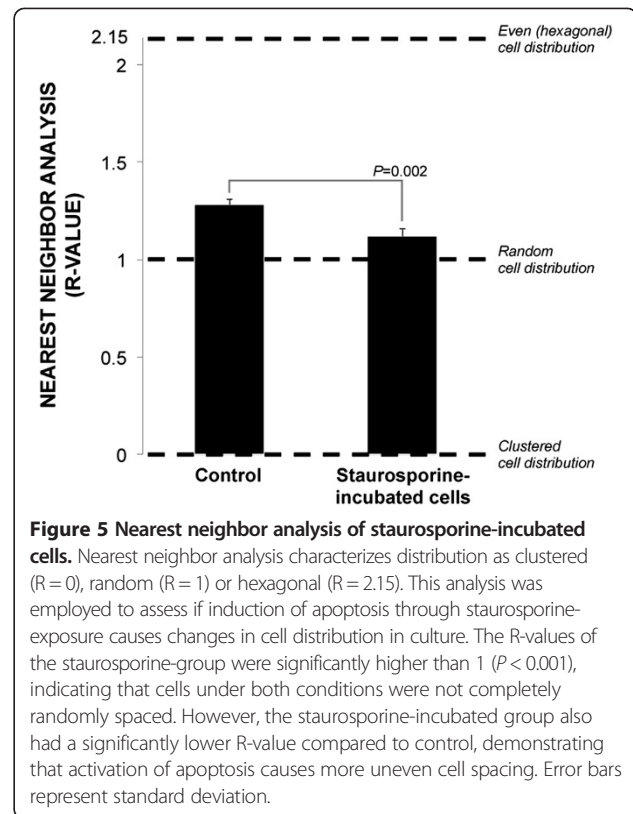 Even (hexagonal)
cell distribution
2.15
2
1.5
P=0.002
Random
cell distribution
1
0.5
0
Clustered
cell distribution
NEAREST NEIGHBOR ANALYSIS
(R-VALUE)
Control
Staurosporine-
incubated cells
Figure 5 Nearest neighbor analysis of staurosporine-incubated
cells. Nearest neighbor analysis characterizes distribution as clustered
(R = 0), random (R = 1) or hexagonal (R = 2.15). This analysis was
employed to assess if induction of apoptosis through staurosporine-
exposure causes changes in cell distribution in culture. The R-values of
the staurosporine-group were significantly higher than 1 (P < 0.001),
indicating that cells under both conditions were not completely
randomly spaced. However, the staurosporine-incubated group also
had a significantly lower R-value compared to control, demonstrating
that activation of apoptosis causes more uneven cell spacing. Error bars
represent standard deviation.